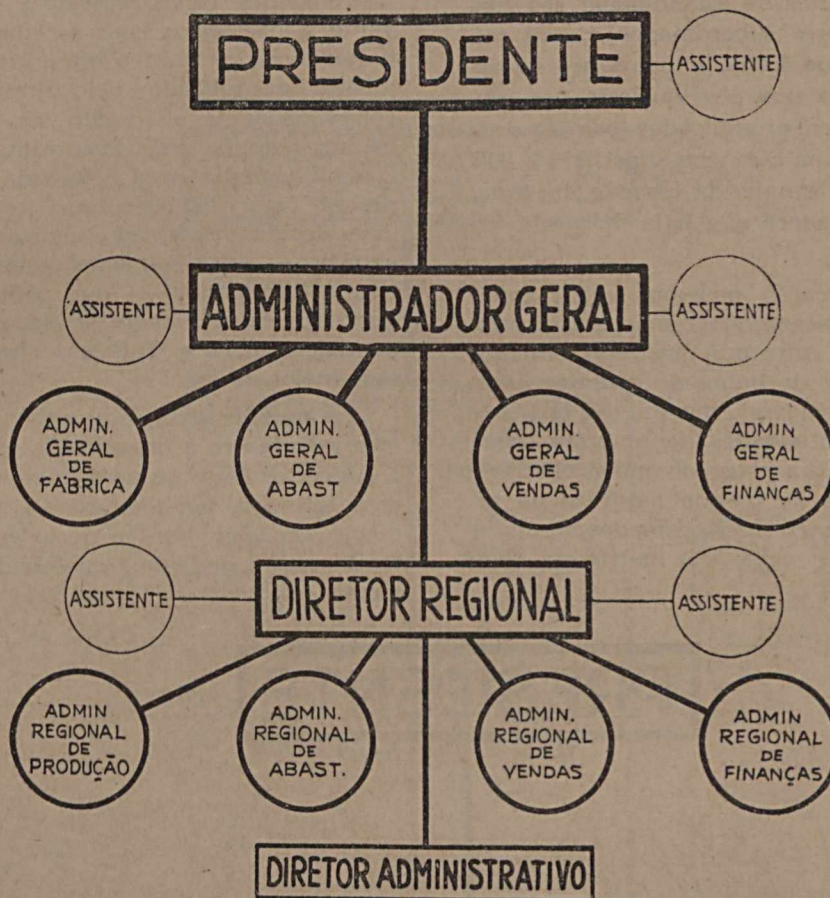 PRESIDENTE
ASSISTENTE
ASSISTENTE
ADMINISTRADOR GERAL
ASSISTENTE
ADMIN.
GERAL
DE
FÁBRICA
ADMIN.
GERAL
DE
ABAST
ADMIN.
GERAL
DE
VENDAS
ADMIN
GERAL
DE
FINANÇAS
ASSISTENTE
DIRETOR REGIONAL
ASSISTENTE
ADMIN
REGIONAL
DE
PRODUÇÃO
ADMIN.
REGIONAL
DE
ABAST.
ADMIN.
REGIONAL
DE
VENDAS
ADMIN
REGIONAL
DE
FINANÇAS
DIRETOR ADMINISTRATIVO